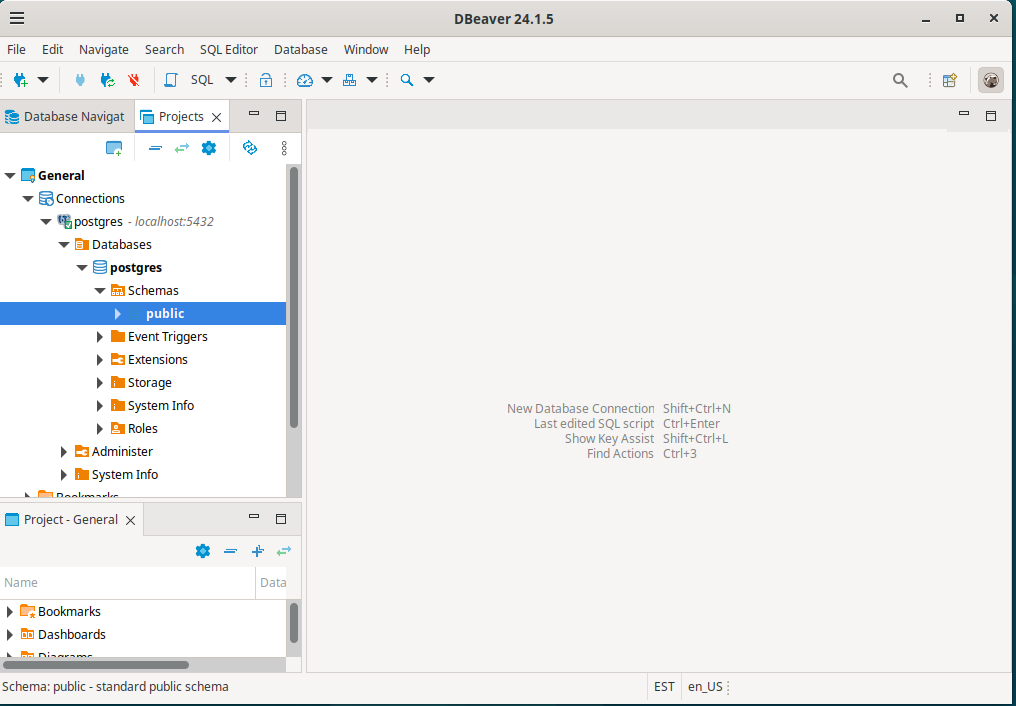 DBeaver 24.1.5
File Edit Navigate Search SQL Editor Database Window Help
SQL
Database Navigat Projects
General
Connections
postgres - localhost:5432
Databases
postgres
Schemas
public
Event Triggers
Extensions
Storage
System Info
Roles
Administer
System Info
Bookmarks
New Database Connection Shift+Ctrl+N
Last edited SQL script Ctrl+Enter
Show Key Assist Shift+Ctrl+L
Find Actions Ctrl+3
Project - General
Name Data
Bookmarks
Dashboards
Diagrams
Schema: public - standard public schema EST en_US